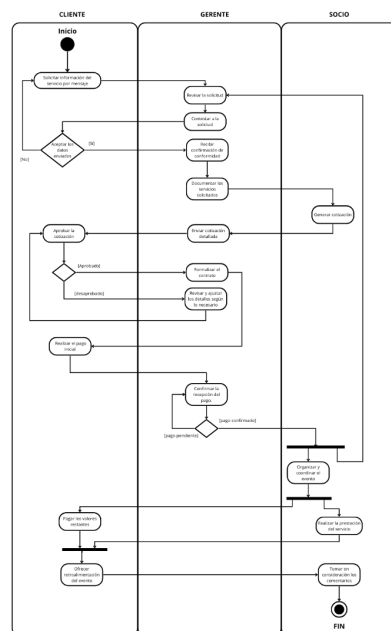 CLIENTE
GERENTE
SOCIO
Inicio
Solicitar información del
servicio por mensaje
Revisar la solicitud
Contestar a la
solicitud
Aceptar los
datos
enviados
[Sí]
[No]
Recibir
confirmación de
conformidad
Documentar los
servicios
solicitados
Generar cotización
Enviar cotización
detallada
Aprobar la
cotización
[Aprobado]
Formalizar el
contrato
[desaprobado]
Revisar y ajustar
los detalles según
lo necesario
Realizar el pago
inicial
Confirmar la
recepción del
pago.
[pago confirmado]
[pago pendiente]
Organizar y
coordinar el
evento
Pagar los valores
restantes
Realizar la prestación
del servicio
Ofrecer
retroalimentación
del evento
Tomar en
consideración los
comentarios
FIN